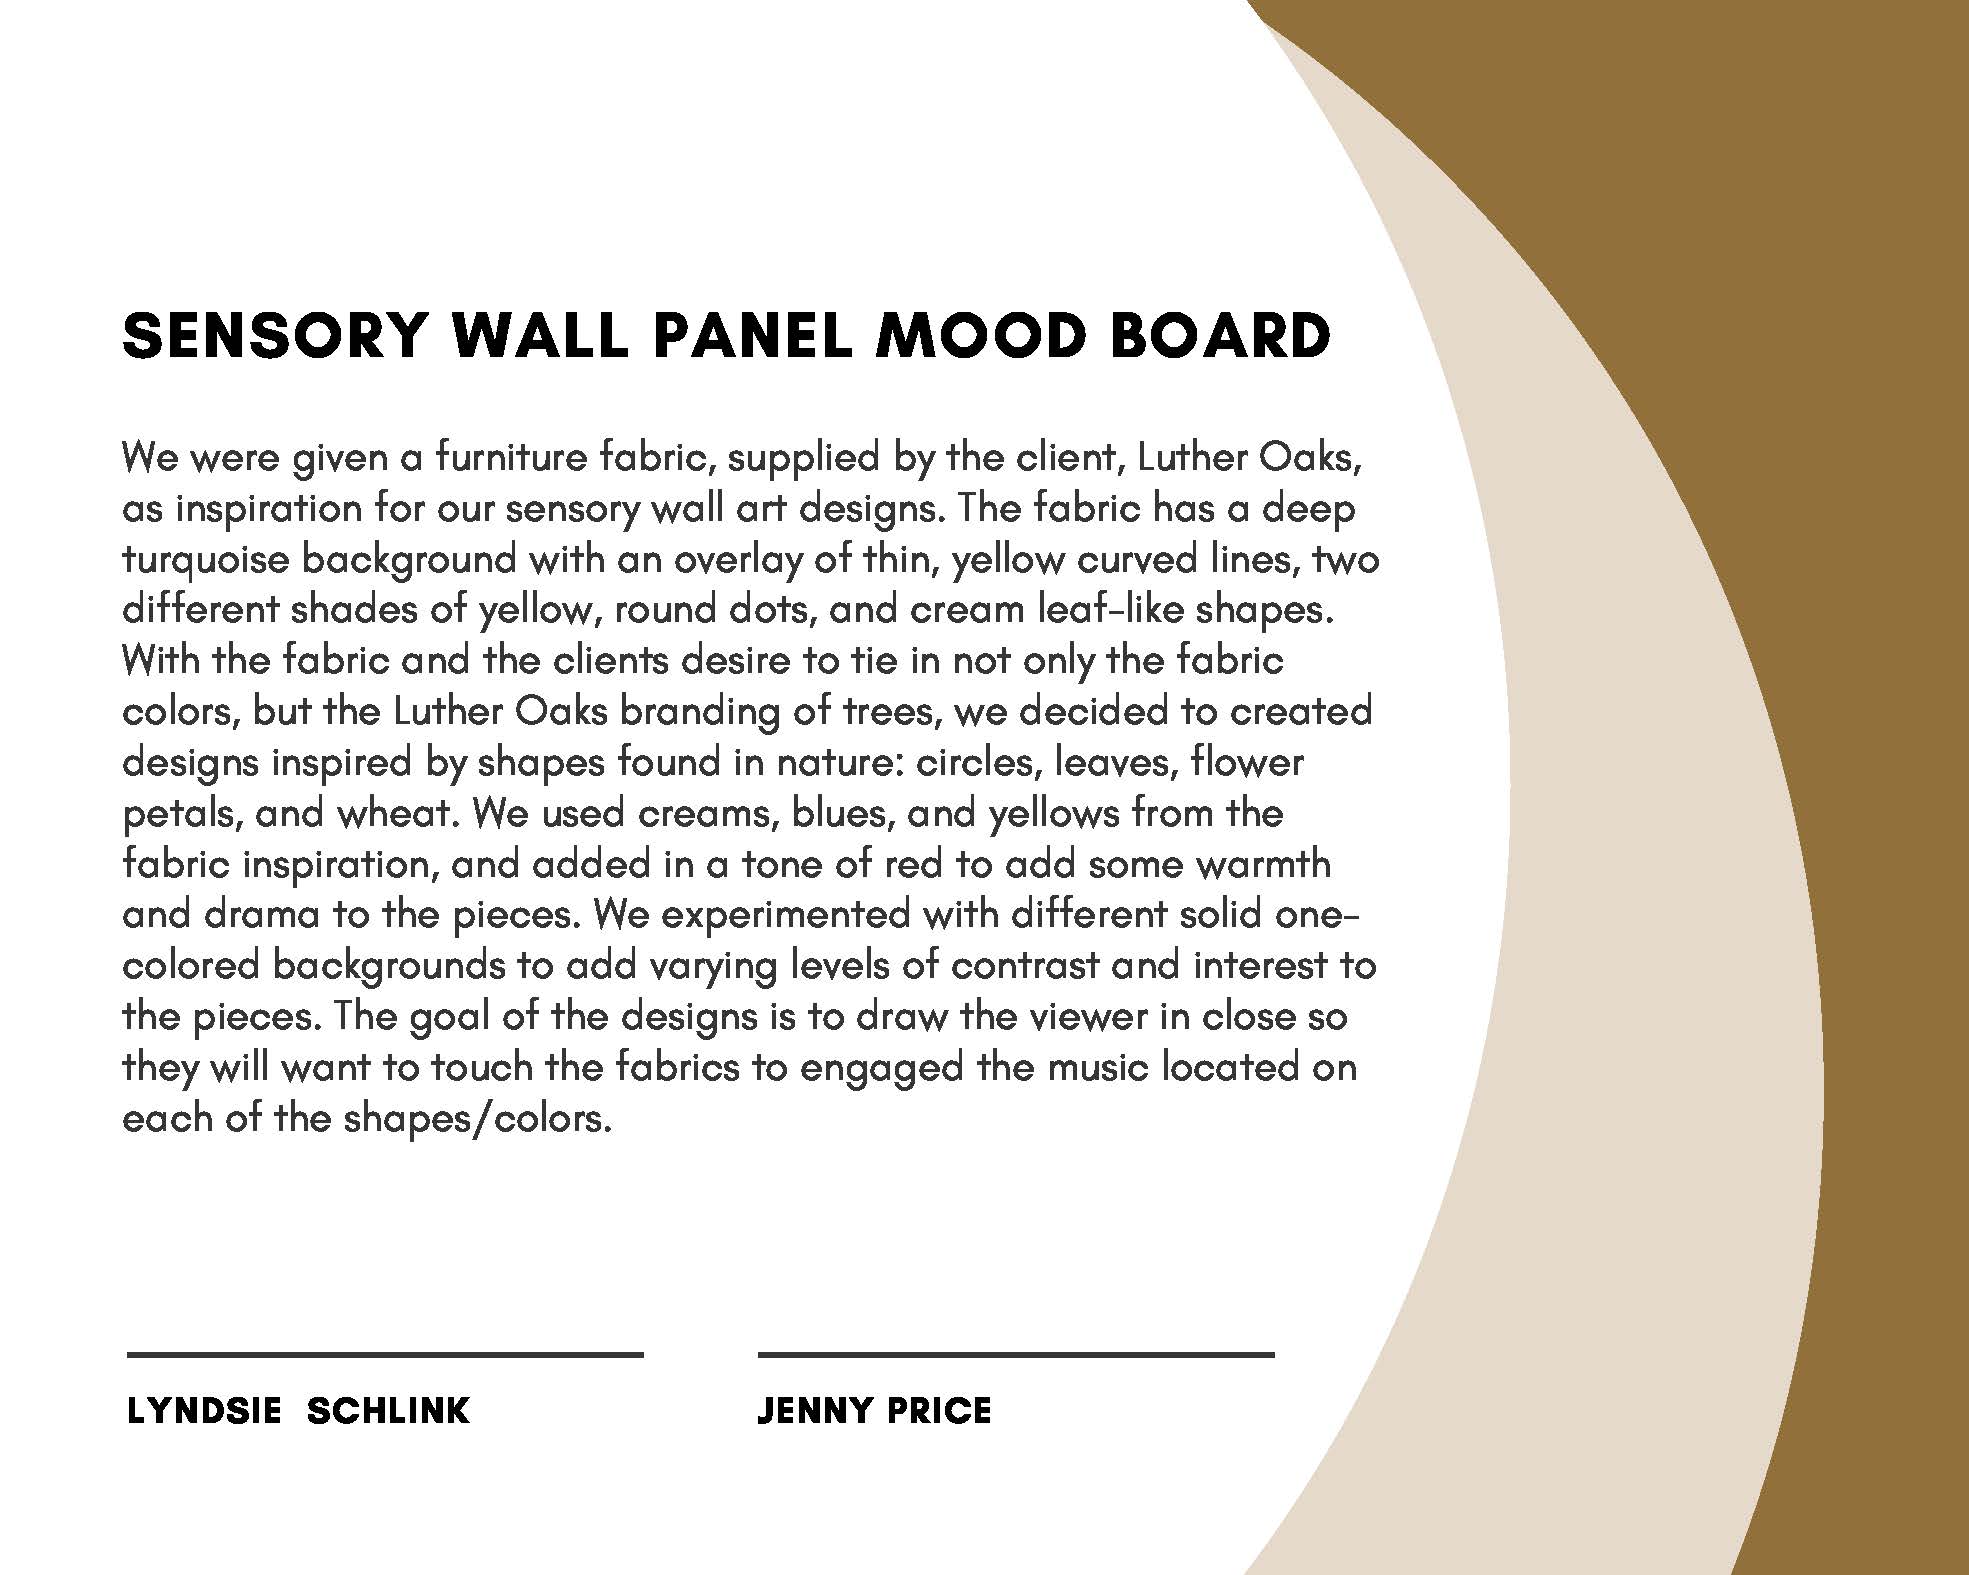 SENSORY WALL PANEL MOOD BOARD
We were given a furniture fabric, supplied by the client, Luther Oaks,
as inspiration for our sensory wall art designs. The fabric has a deep
turquoise background with an overlay of thin, yellow curved lines, two
different shades of yellow, round dots, and cream leaf-like shapes.
With the fabric and the clients desire to tie in not only the fabric
colors, but the Luther Oaks branding of trees, we decided to created
designs inspired by shapes found in nature: circles, leaves, flower
petals, and wheat. We used creams, blues, and yellows from the
fabric inspiration, and added in a tone of red to add some warmth
and drama to the pieces. We experimented with different solid one-
colored backgrounds to add varying levels of contrast and interest to
the pieces. The goal of the designs is to draw the viewer in close so
they will want to touch the fabrics to engaged the music located on
each of the shapes/colors.
LYNDSIE SCHLINK
JENNY PRICE